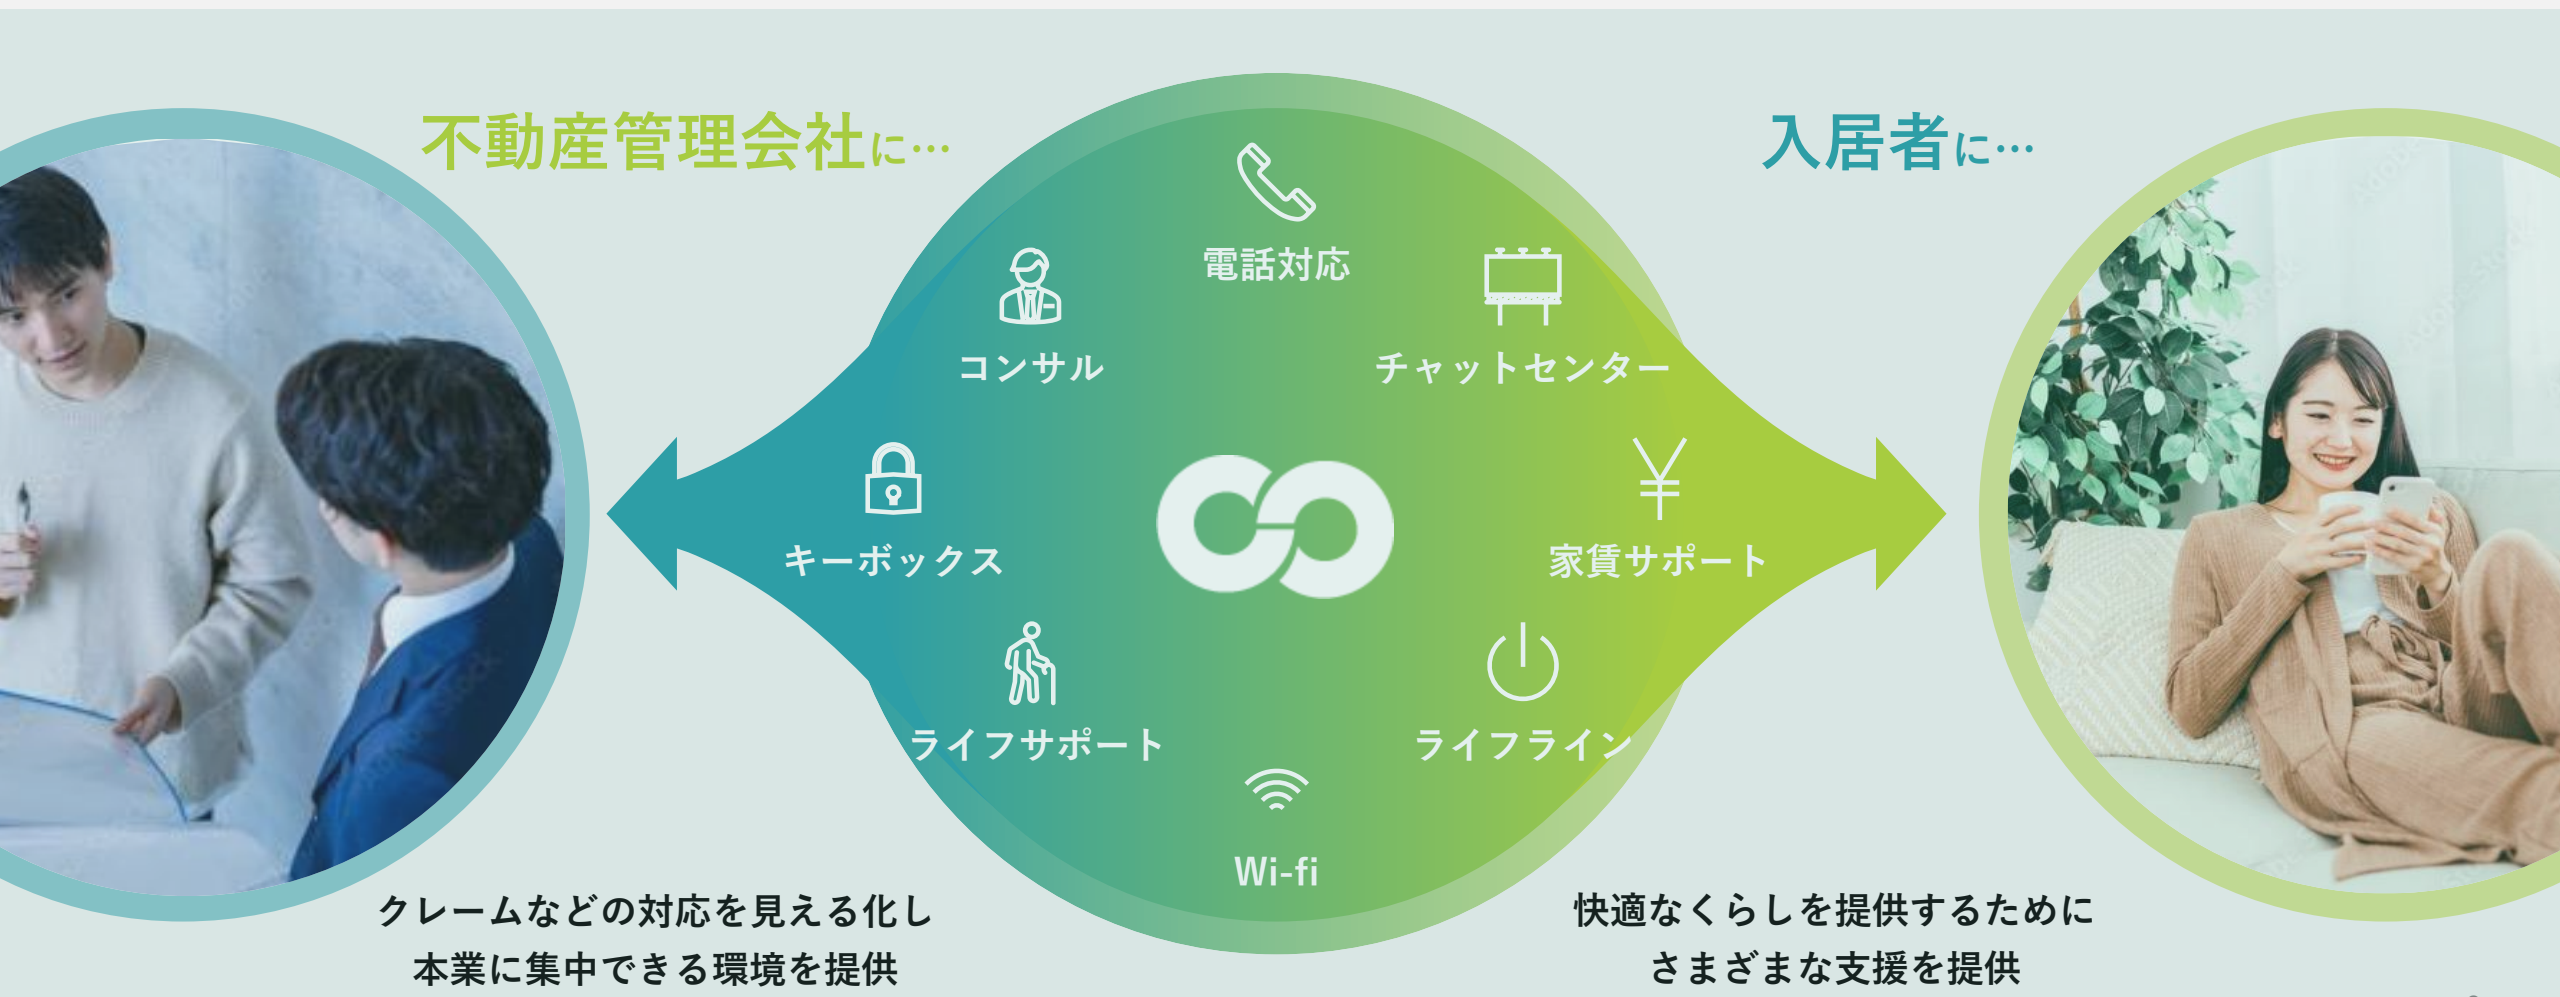 不動産管理会社に…
入居者に…
電話対応
コンサル
チャットセンター
キーボックス
家賃サポート
ライフサポート
ライフライン
Wi-fi
クレームなどの対応を見える化し
本業に集中できる環境を提供
快適なくらしを提供するために
さまざまな支援を提供